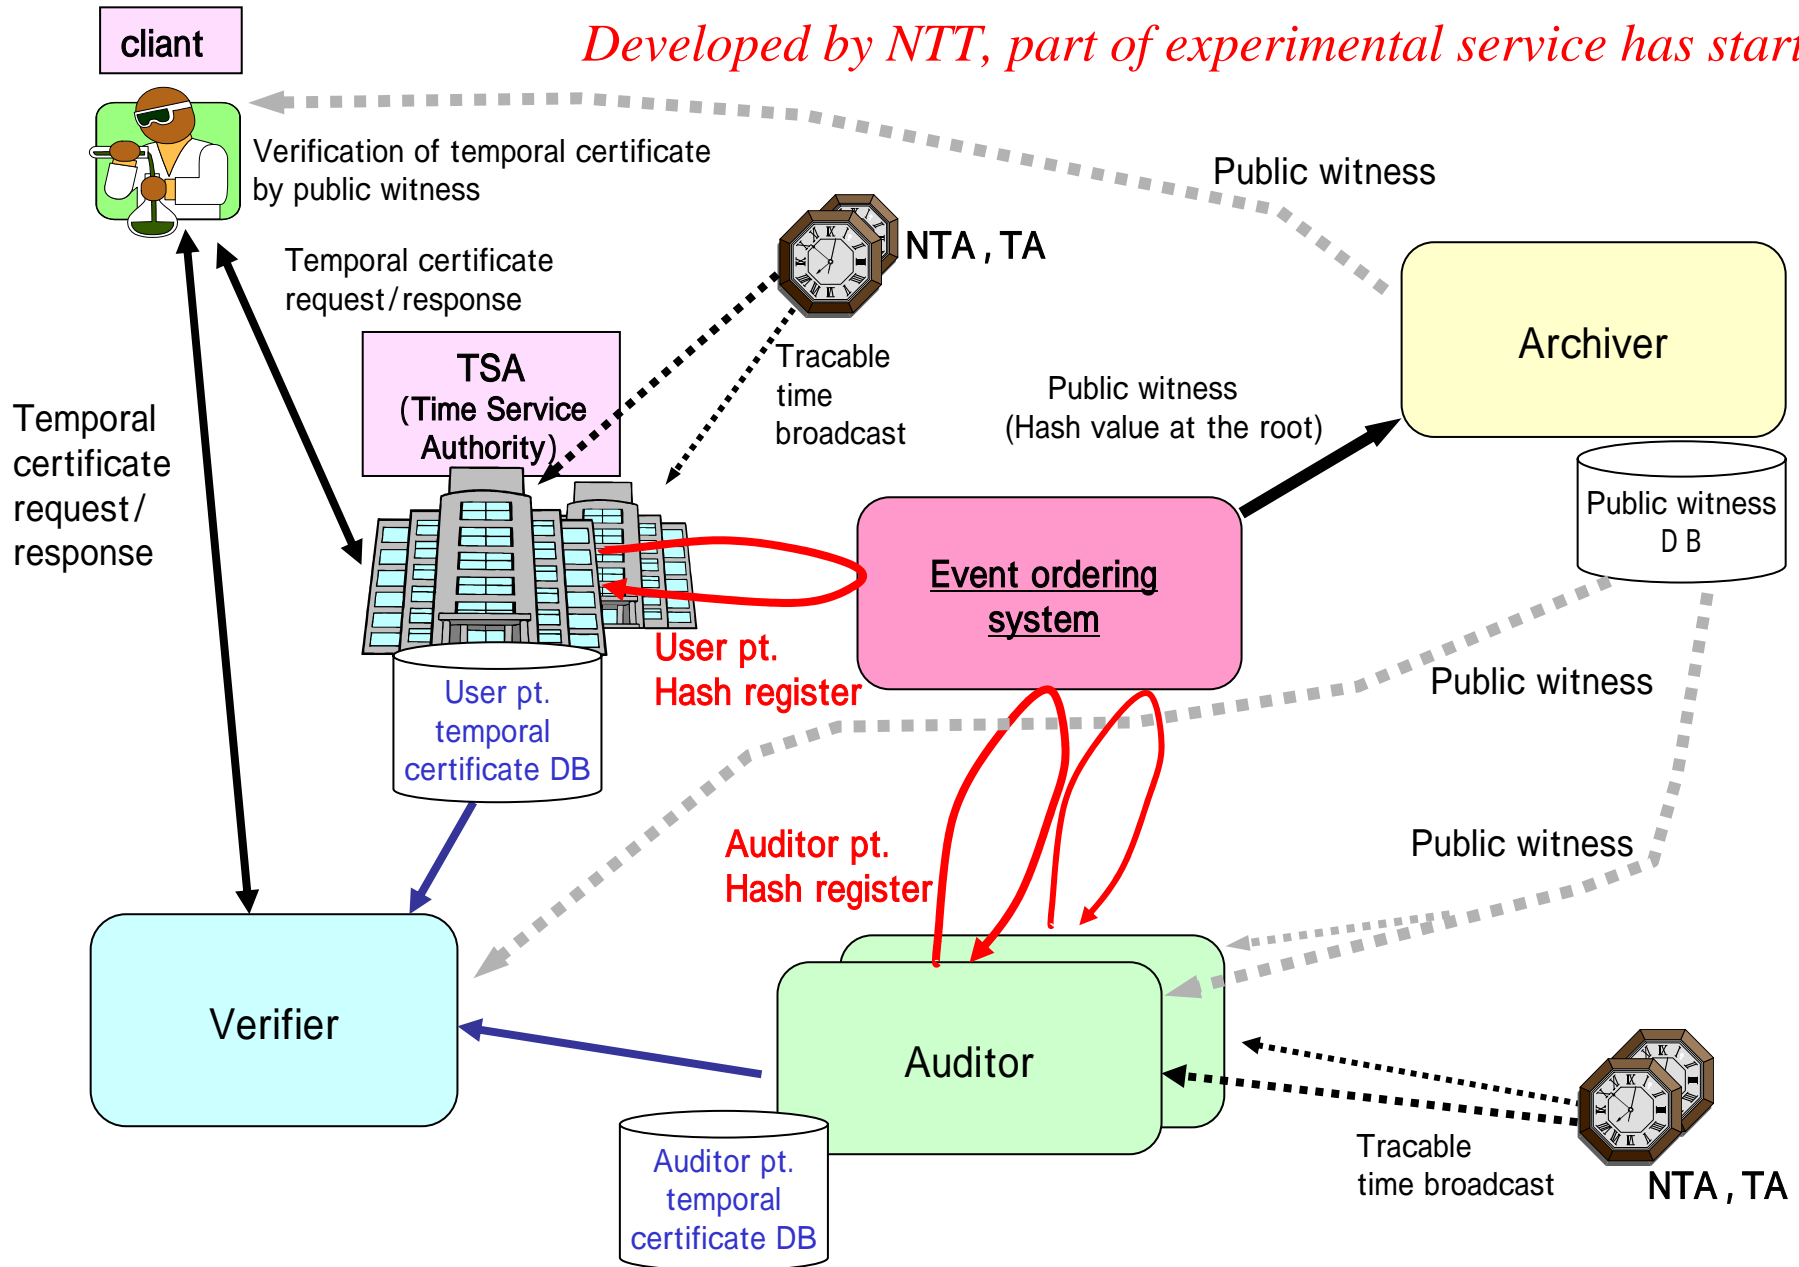 cliant
Developed by NTT, part of experimental service has start
Verification of temporal certificate
by public witness
Public witness
NTA , TA
Temporal certificate
request/response
Archiver
TSA
(Time Service
Authority)
Tracable
time
broadcast
Public witness
(Hash value at the root)
Temporal
certificate
request/
response
Public witness
D B
Event ordering
system
User pt.
Hash register
User pt.
temporal
certificate DB
Public witness
Auditor pt.
Hash register
Public witness
Verifier
Auditor
Tracable
time broadcast
NTA , TA
Auditor pt.
temporal
certificate DB